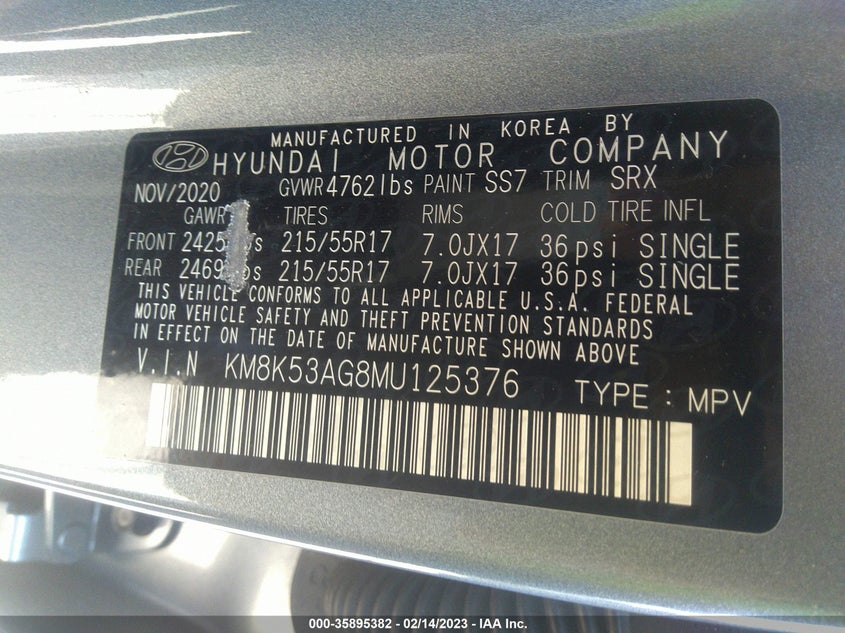 MANUFACTURED IN KOREA BY
HYUNDAI MOTOR COMPANY
NOV/2020 GVWR 4762lbs PAINT SS7 TRIM SRX
GAWR TIRES RIMS COLD TIRE INFL
FRONT 215/55R17 7.0JX17 36psi SINGLE
REAR 215/55R17 7.0JX17 36psi SINGLE
THIS VEHICLE CONFORMS TO ALL APPLICABLE U.S.A. FEDERAL
MOTOR VEHICLE SAFETY AND THEFT PREVENTION STANDARDS
IN EFFECT ON THE DATE OF MANUFACTURE SHOWN ABOVE
V.I.N KM8K53AG8MU125376 TYPE : MPV
000-35895382 - 02/14/2023 - IAA Inc.